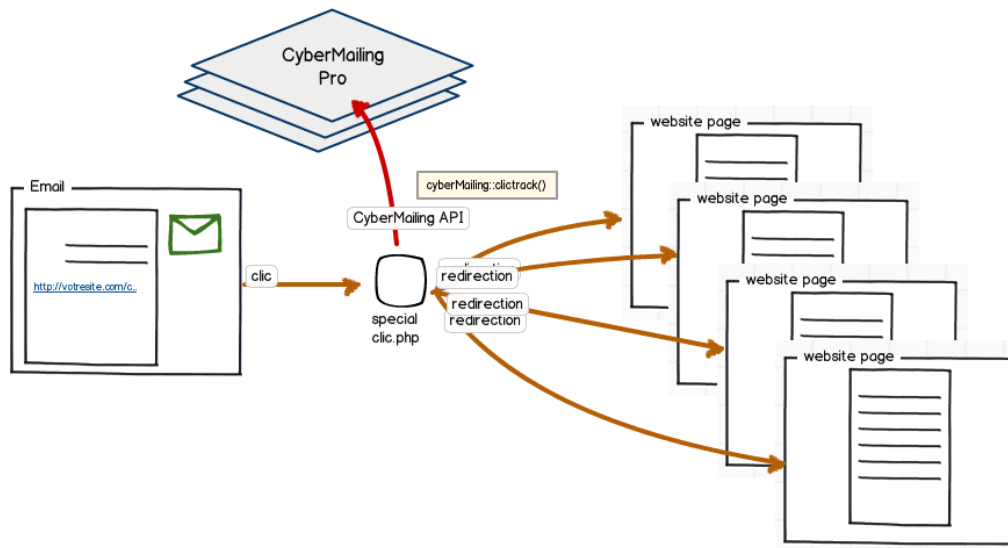 CyberMailing
Pro
Email
http://votresite.com/c..
clic
CyberMailing API
cyberMailing::clictrack()
special
clic.php
redirection
redirection
redirection
website page
website page
website page
website page